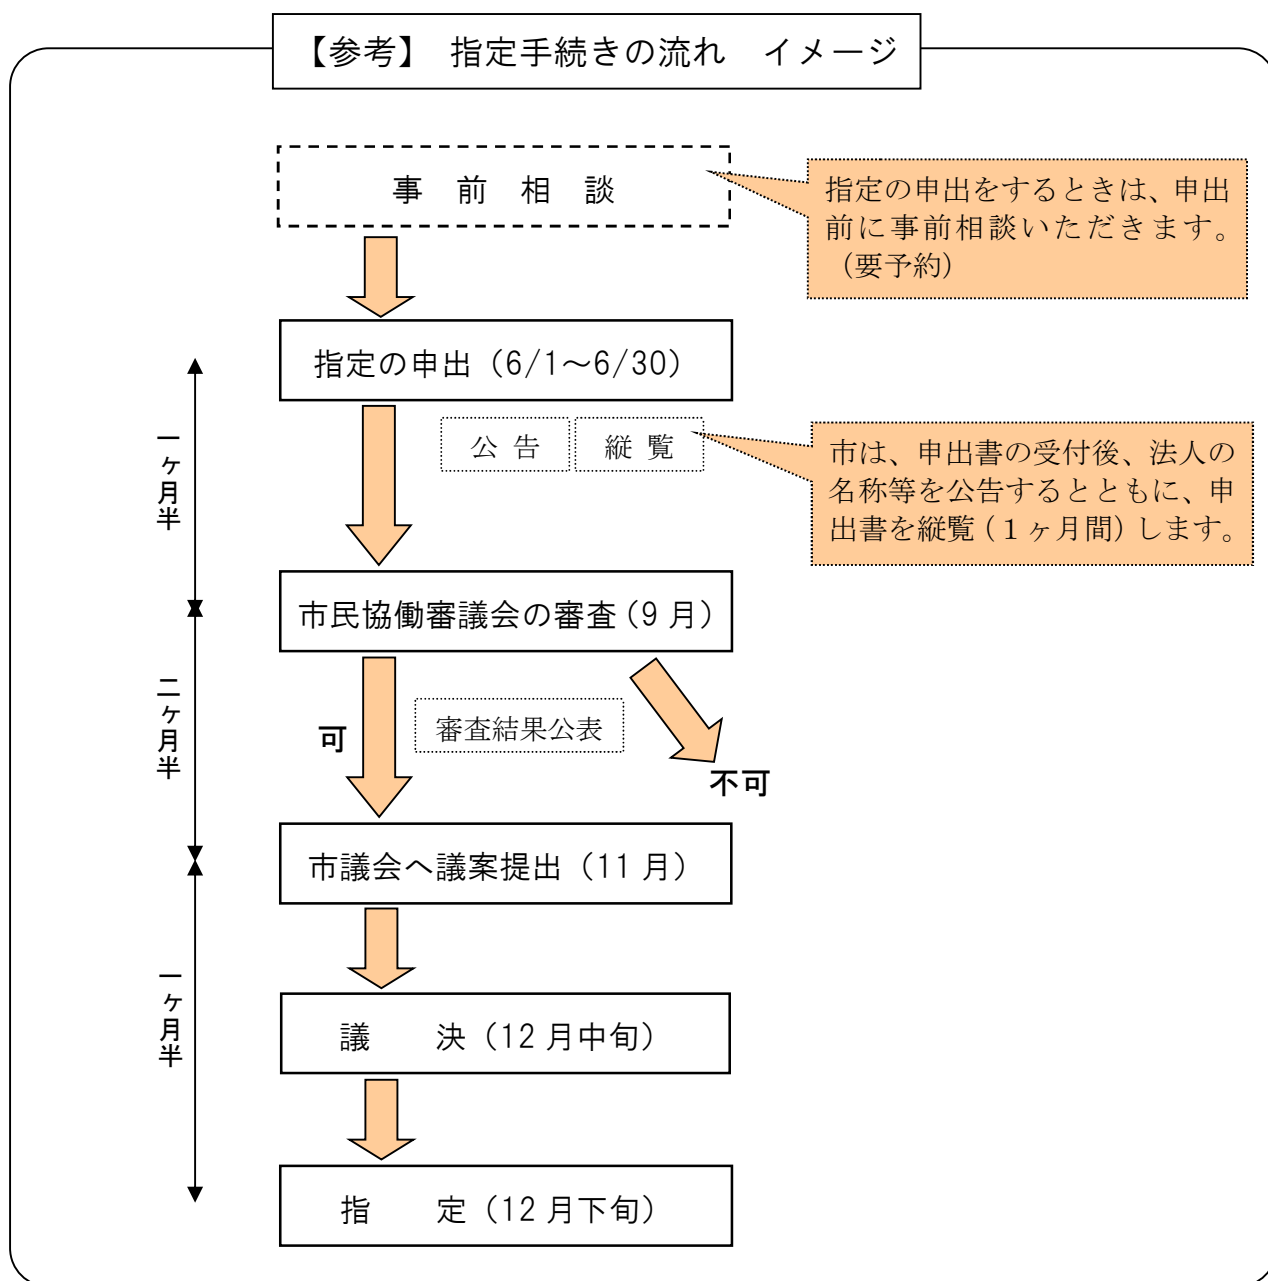 【参考】 指定手続きの流れ　イメージ
事　前　相　談
指定の申出をするときは、申出
前に事前相談いただきます。
（要予約）
指定の申出（6/1～6/30）
一ヶ月半
公 告
縦 覧
市は、申出書の受付後、法人の
名称等を公告するとともに、申
出書を縦覧（１ヶ月間）します。
市民協働審議会の審査（9 月）
二ヶ月半
可
審査結果公表
不可
市議会へ議案提出（11 月）
一ヶ月半
議　　決（12 月中旬）
指　　定（12 月下旬）